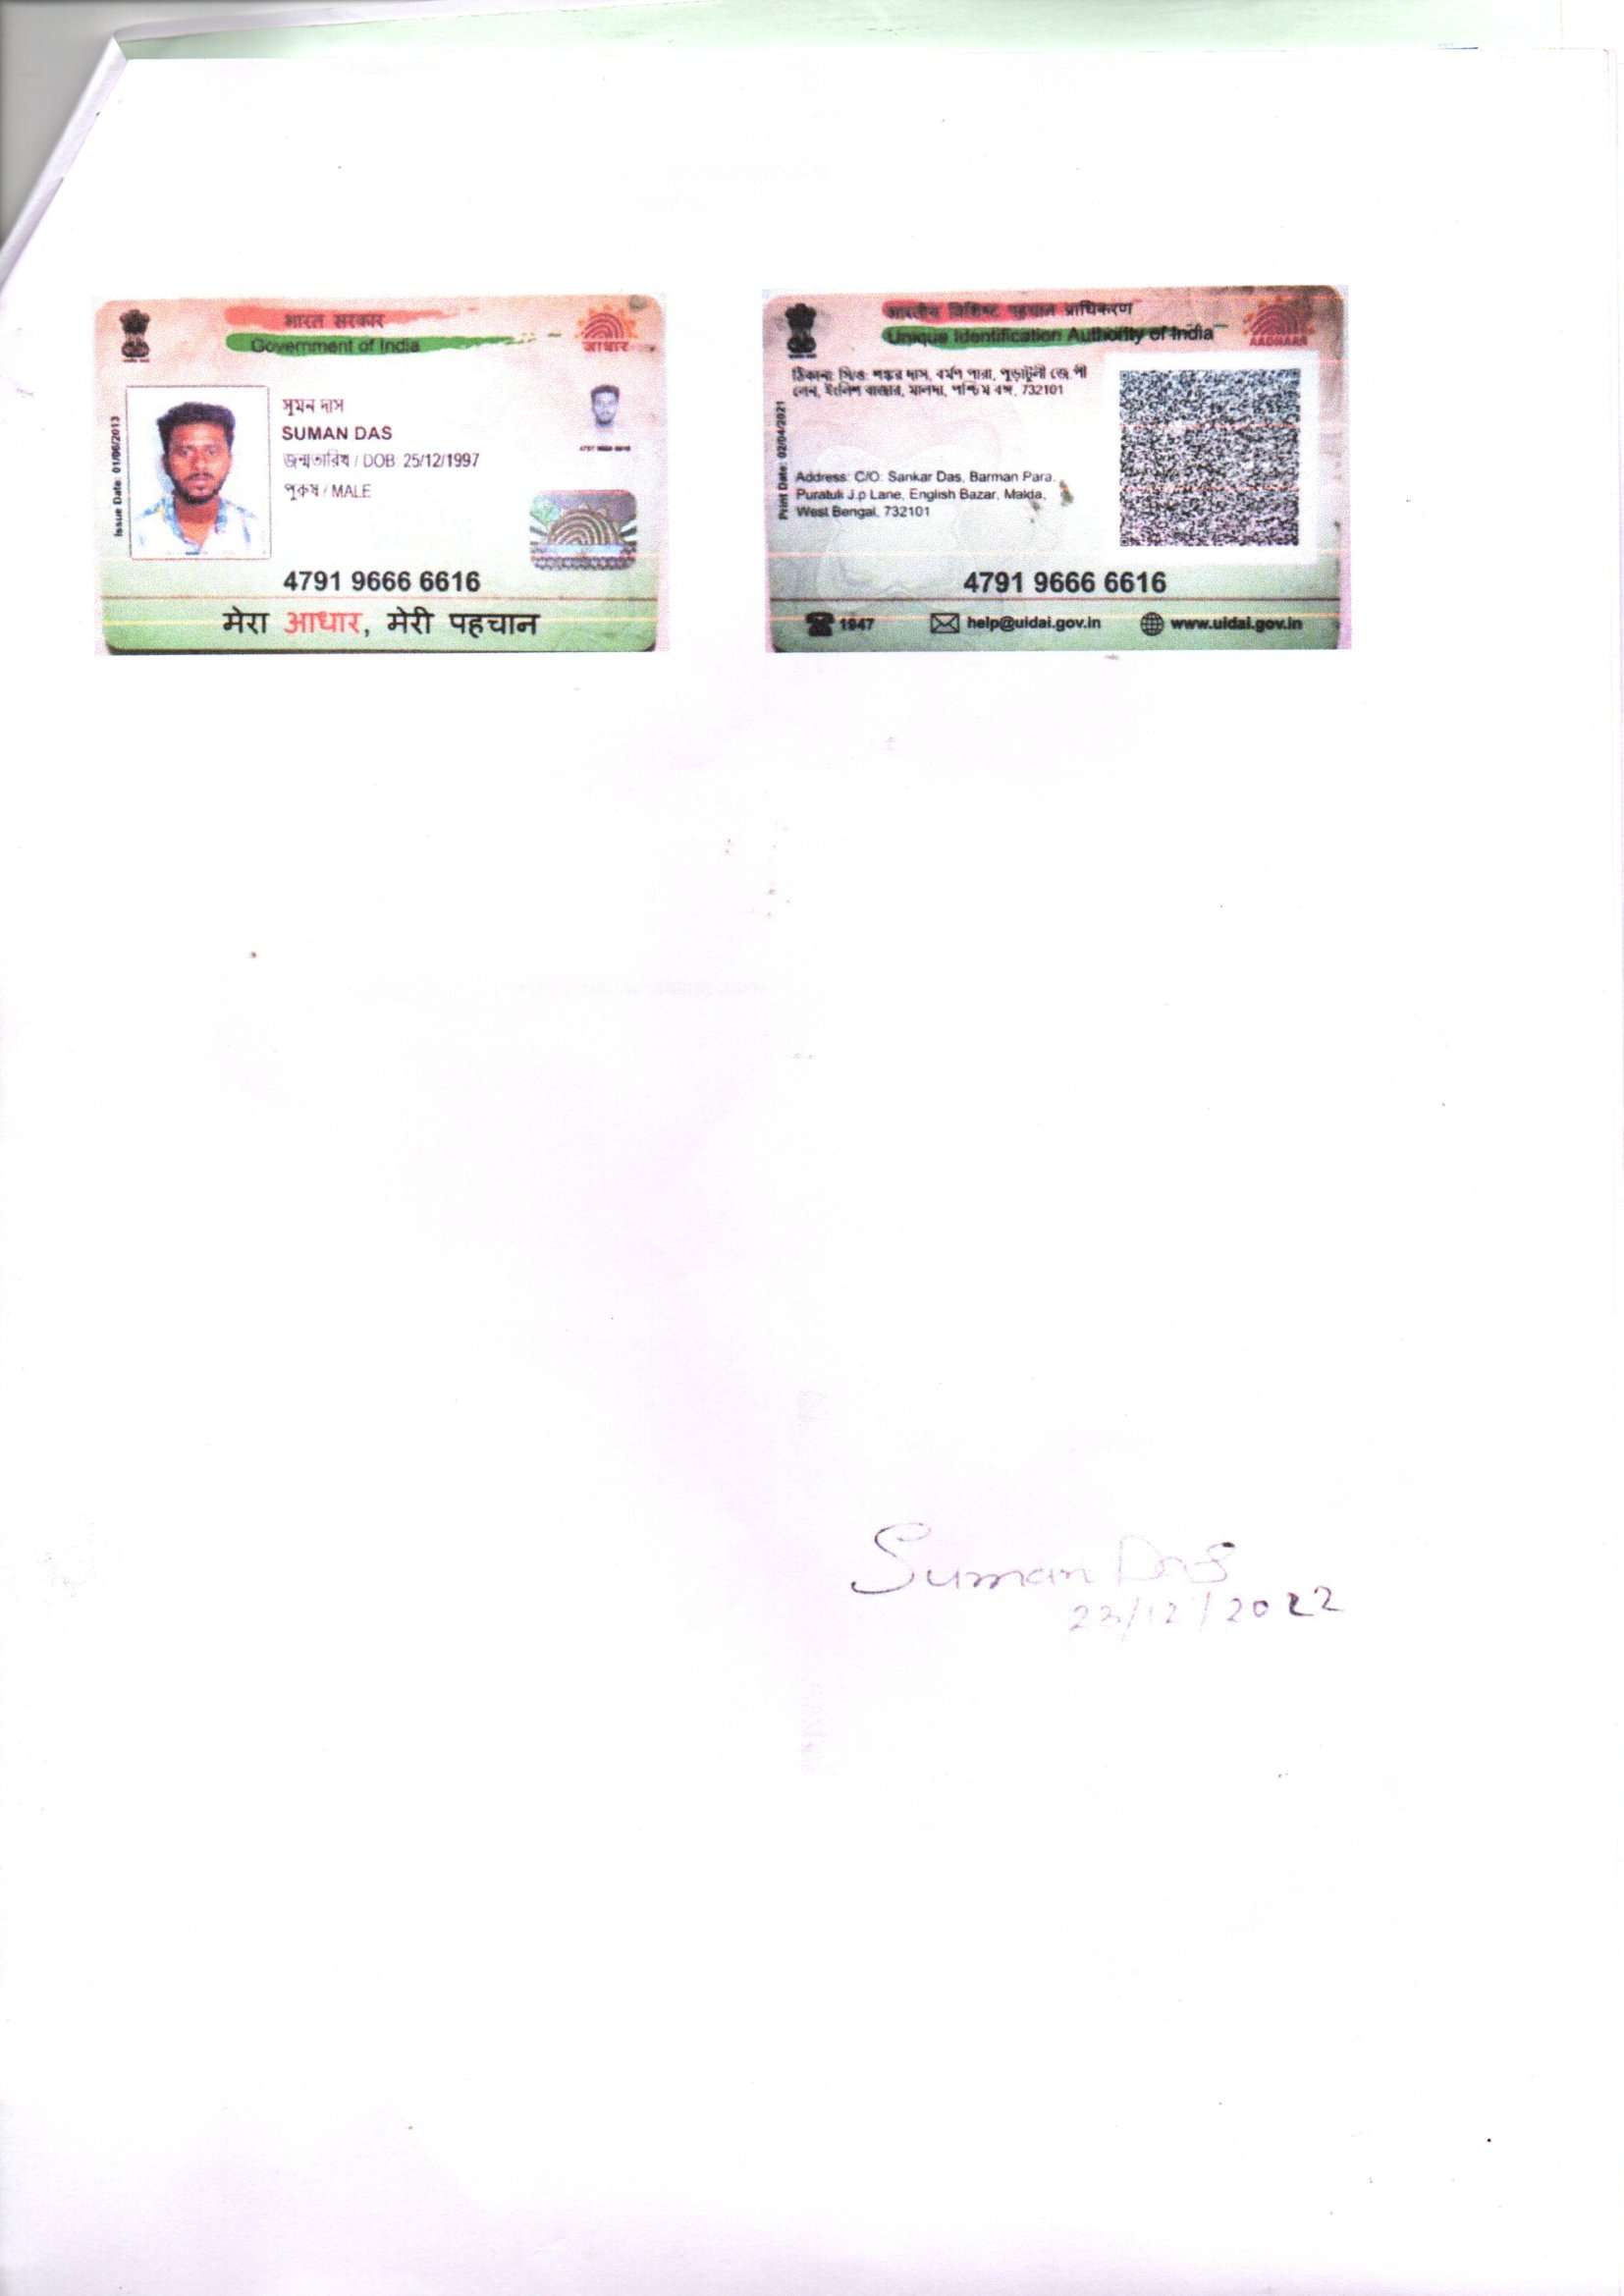 भारत सरकार
Government of India
आधार
Issue Date: 01/06/2013
সুমন দাস
SUMAN DAS
জন্মতারিখ / DOB: 25/12/1997
পুরুষ / MALE
4791 9666 6616
4791 9666 6616
मेरा आधार, मेरी पहचान
भारतीय विशिष्ट पहचान प्राधिकरण
Unique Identification Authority of India
AADHAAR
Print Date: 02/04/2021
ঠিকানা: সি/ও: শঙ্কর দাস, বর্মণ পারা, পুড়াটুলী জে পী
লেন, ইংলিশ বাজার, মালদা, পশ্চিম বঙ্গ, 732101
Address: C/O: Sankar Das, Barman Para,
Puratuli J.p Lane, English Bazar, Malda,
West Bengal, 732101
4791 9666 6616
1947 help@uidai.gov.in www.uidai.gov.in
Suman Das
23/12/2022